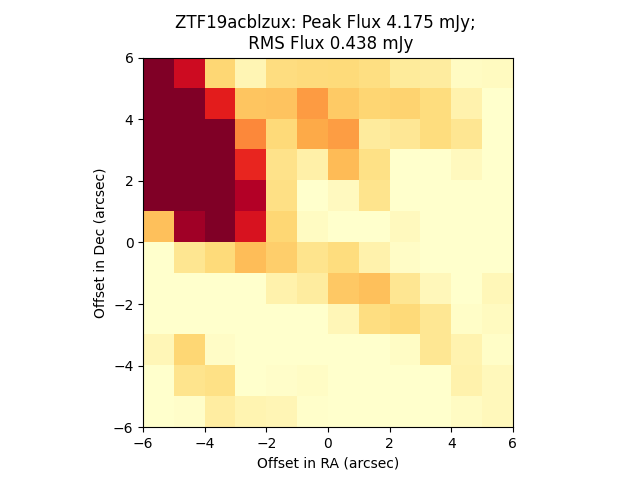 ZTF19acblzux: Peak Flux 4.175 mJy;
RMS Flux 0.438 mJy
6
4
2
0
−2
−4
−6
Offset in Dec (arcsec)
−6 −4 −2 0 2 4 6
Offset in RA (arcsec)